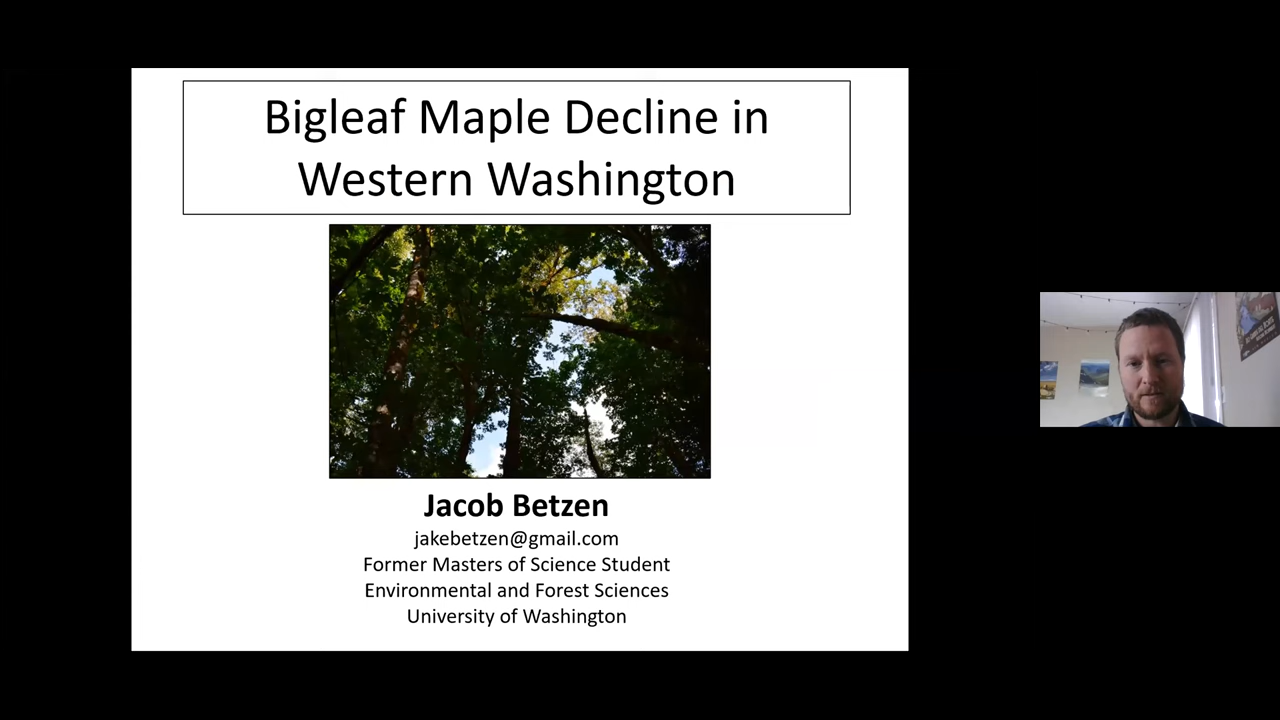 Bigleaf Maple Decline in
Western Washington
Jacob Betzen
jakebetzen@gmail.com
Former Masters of Science Student
Environmental and Forest Sciences
University of Washington